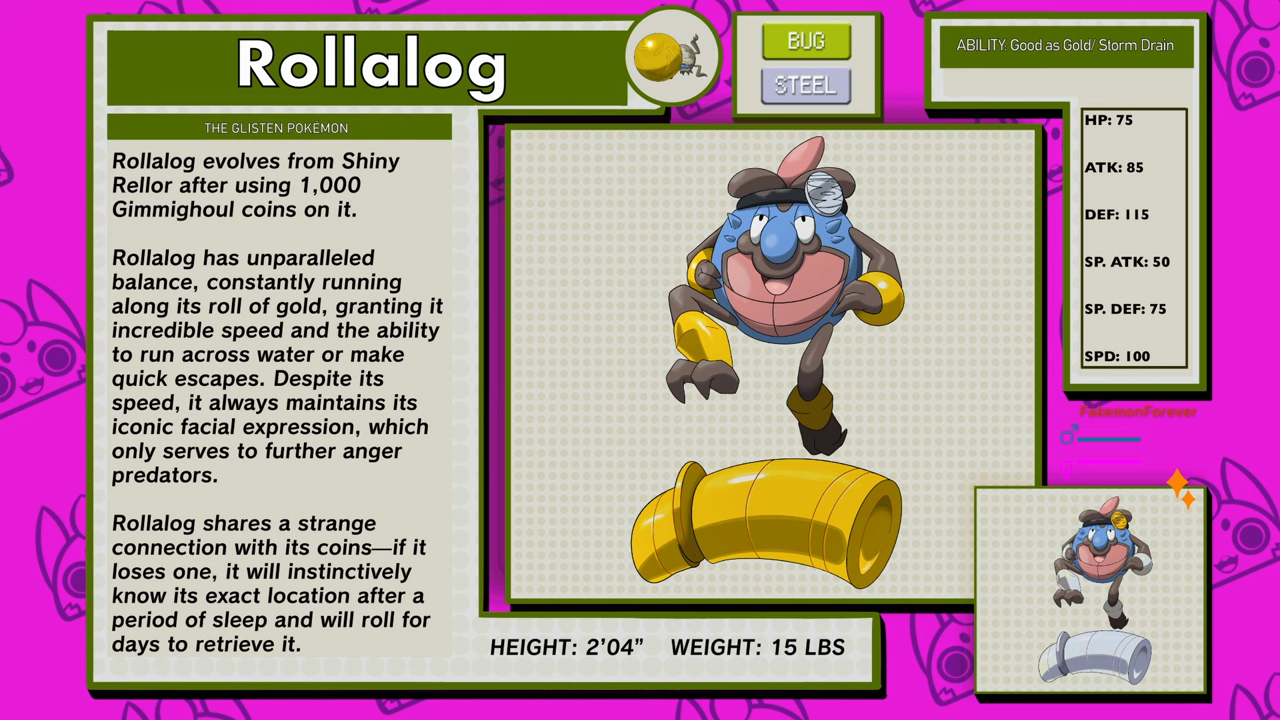 Rollalog
BUG
STEEL
ABILITY: Good as Gold/ Storm Drain
THE GLISTEN POKÉMON
Rollalog evolves from Shiny
Rellor after using 1,000
Gimmighoul coins on it.
Rollalog has unparalleled
balance, constantly running
along its roll of gold, granting it
incredible speed and the ability
to run across water or make
quick escapes. Despite its
speed, it always maintains its
iconic facial expression, which
only serves to further anger
predators.
Rollalog shares a strange
connection with its coins—if it
loses one, it will instinctively
know its exact location after a
period of sleep and will roll for
days to retrieve it.
HP: 75
ATK: 85
DEF: 115
SP. ATK: 50
SP. DEF: 75
SPD: 100
FakemonForever
HEIGHT: 2’04” WEIGHT: 15 LBS